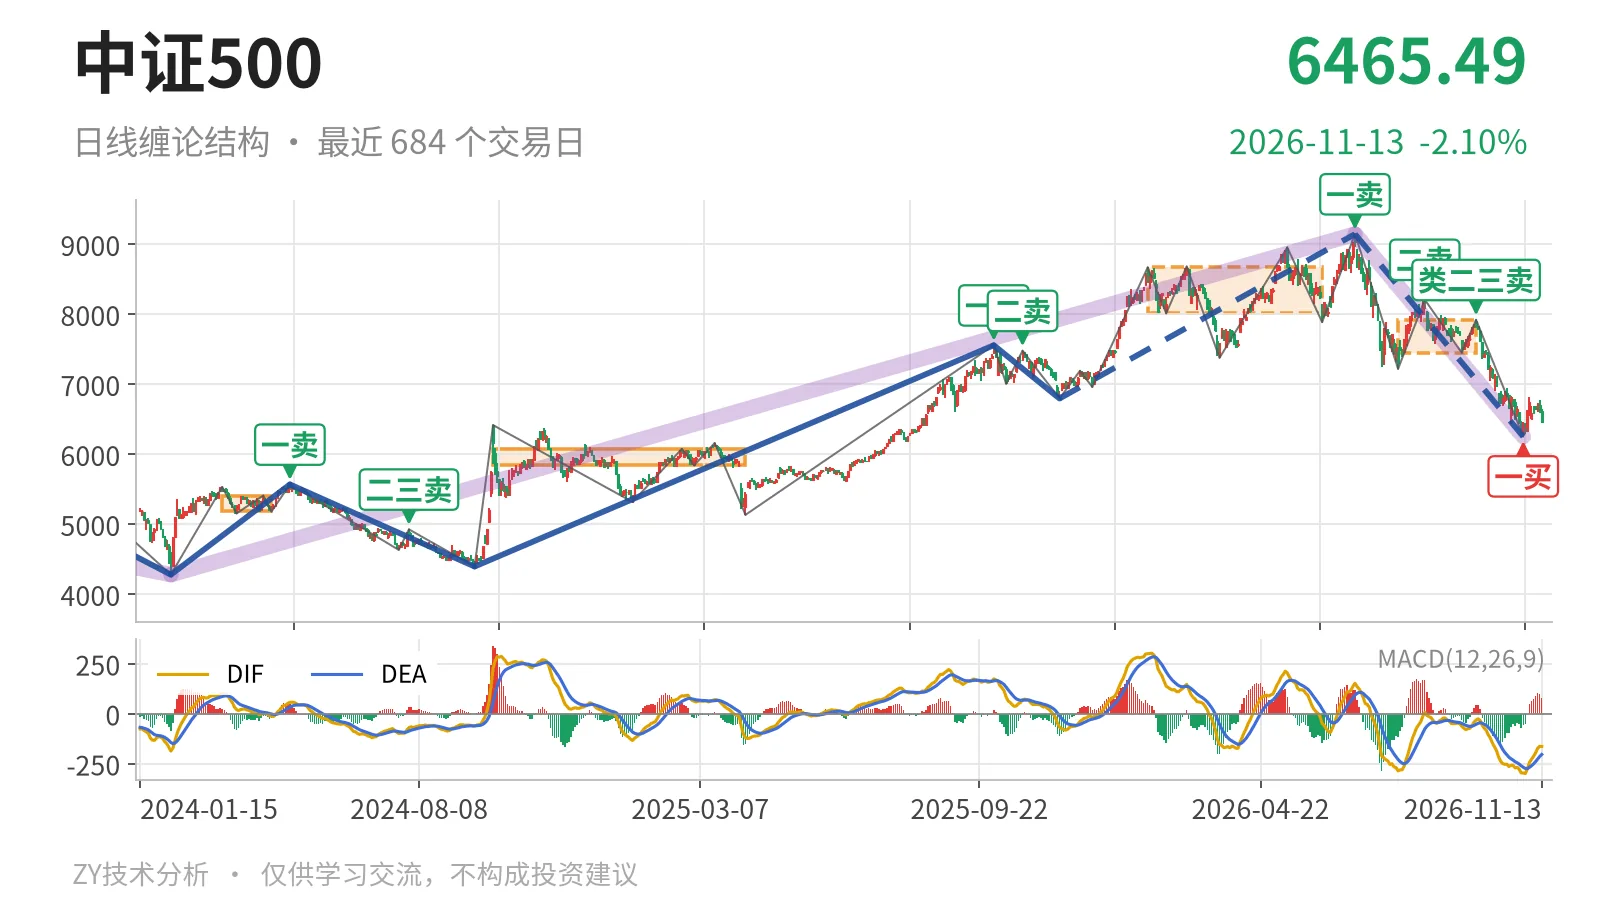 中证500
6465.49
日线缠论结构 • 最近 684 个交易日
2026-11-13 -2.10%
一卖
二卖
类二三卖
一
二卖
一卖
二三卖
一买
9000
8000
7000
6000
5000
4000
250
0
-250
DIF
DEA
MACD(12,26,9)
2024-01-15
2024-08-08
2025-03-07
2025-09-22
2026-04-22
2026-11-13
ZY技术分析 • 仅供学习交流，不构成投资建议